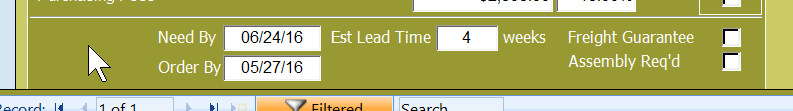 Need By 06/24/16 Est Lead Time 4 weeks Freight Guarantee
Order By 05/27/16 Assembly Req'd
Record: 1 of 1 Filtered Search